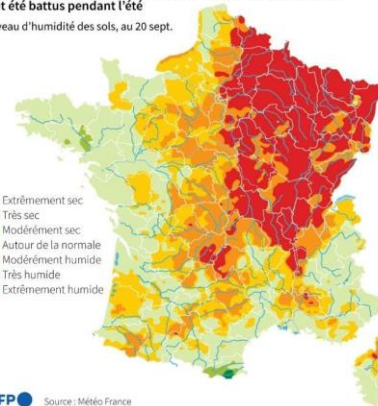 t été battus pendant l'été
veau d'humidité des sols, au 20 sept.
Extrêmement sec
Très sec
Modérément sec
Autour de la normale
Modérément humide
Très humide
Extrêmement humide
FP
Source : Météo France